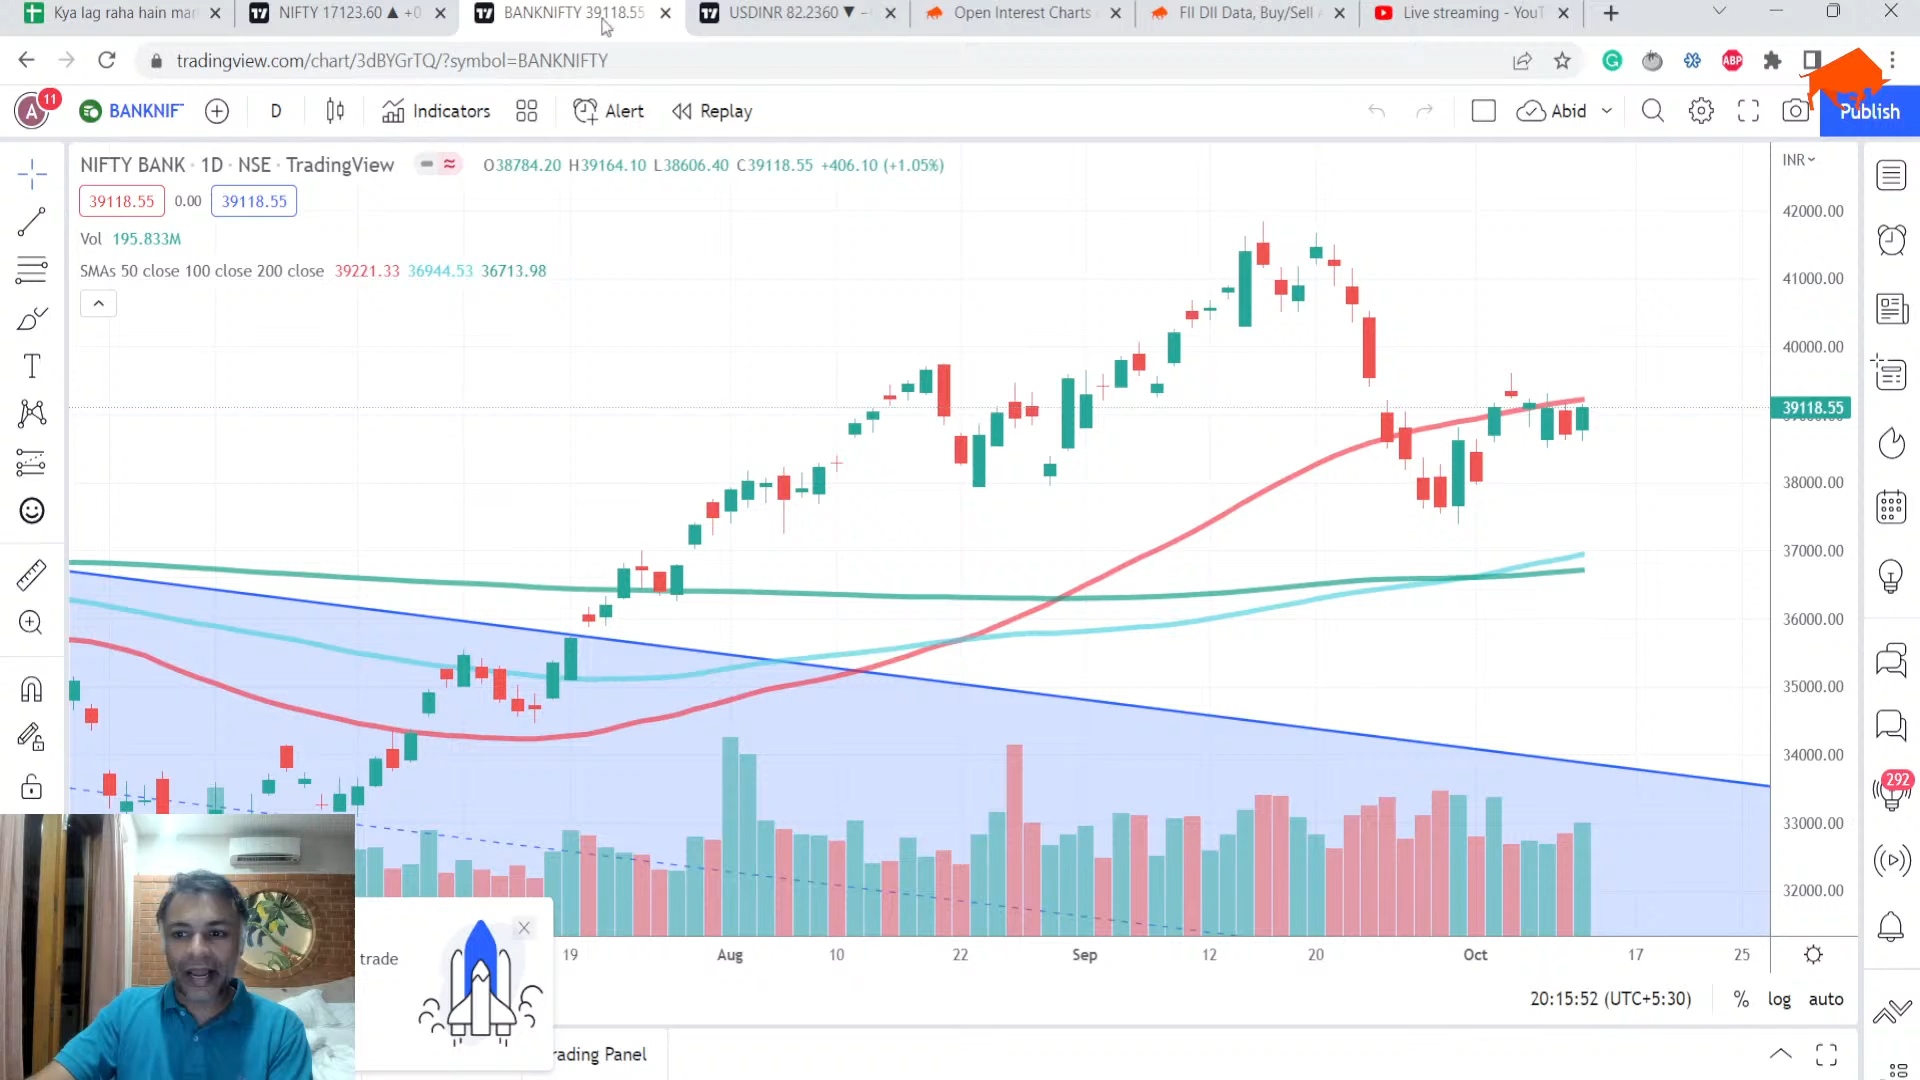 Kya lag raha hain mar
NIFTY 17123.60 ▲ +0
BANKNIFTY 39118.55
USDINR 82.2360 ▼ −
Open Interest Charts
FII DII Data, Buy/Sell
Live streaming - YouT
tradingview.com/chart/3dBYGrTQ/?symbol=BANKNIFTY
ABP
A
11
BANKNIF
D
Indicators
Alert
Replay
Abid
Publish
NIFTY BANK · 1D · NSE · TradingView
O38784.20 H39164.10 L38606.40 C39118.55 +406.10 (+1.05%)
INR
39118.55
0.00
39118.55
Vol 195.833M
SMAs 50 close 100 close 200 close 39221.33 36944.53 36713.98
42000.00
41000.00
40000.00
39118.55
38000.00
37000.00
36000.00
35000.00
34000.00
33000.00
32000.00
292
19
Aug
10
22
Sep
12
20
Oct
17
25
trade
20:15:52 (UTC+5:30)
%
log
auto
rading Panel